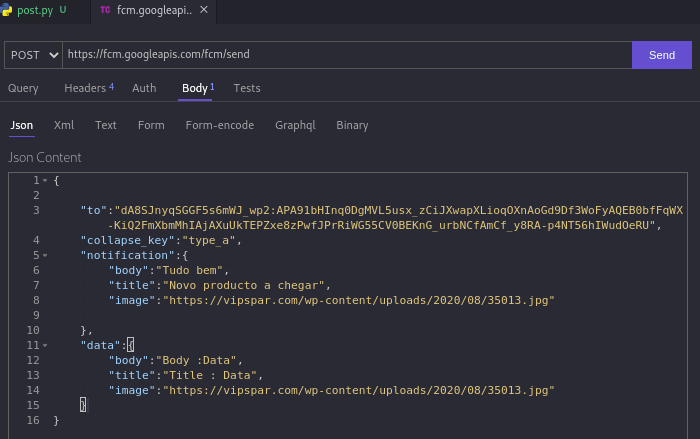 post.py U fcm.googleapi.. ×
POST https://fcm.googleapis.com/fcm/send Send
Query Headers 4 Auth Body 1 Tests
Json Xml Text Form Form-encode Graphql Binary
Json Content
1 {
2
3 "to":"dA8SJnyqSGGF5s6mWJ_wp2:APA91bHInq0DgMVL5usx_zCiJXwapXLioqOXnAoGd9Df3WoFyAQEB0bfFqWX
-KiQ2FmXbmMhIAjAXuUkTEPZxe8zPwfJPrRiWG55CV0BEKnG_urbNCfAmCf_y8RA-p4NT56hIWudOeRU",
4 "collapse_key":"type_a",
5 "notification":{
6 "body":"Tudo bem",
7 "title":"Novo producto a chegar",
8 "image":"https://vipspar.com/wp-content/uploads/2020/08/35013.jpg"
9
10 },
11 "data":{
12 "body":"Body :Data",
13 "title":"Title : Data",
14 "image":"https://vipspar.com/wp-content/uploads/2020/08/35013.jpg"
15 }
16 }